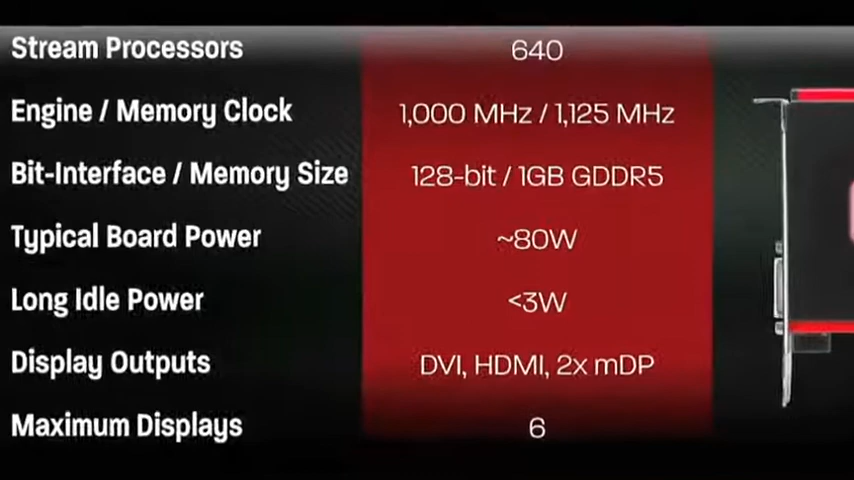 Stream Processors 640
Engine / Memory Clock 1,000 MHz / 1,125 MHz
Bit-Interface / Memory Size 128-bit / 1GB GDDR5
Typical Board Power ~80W
Long Idle Power <3W
Display Outputs DVI, HDMI, 2x mDP
Maximum Displays 6